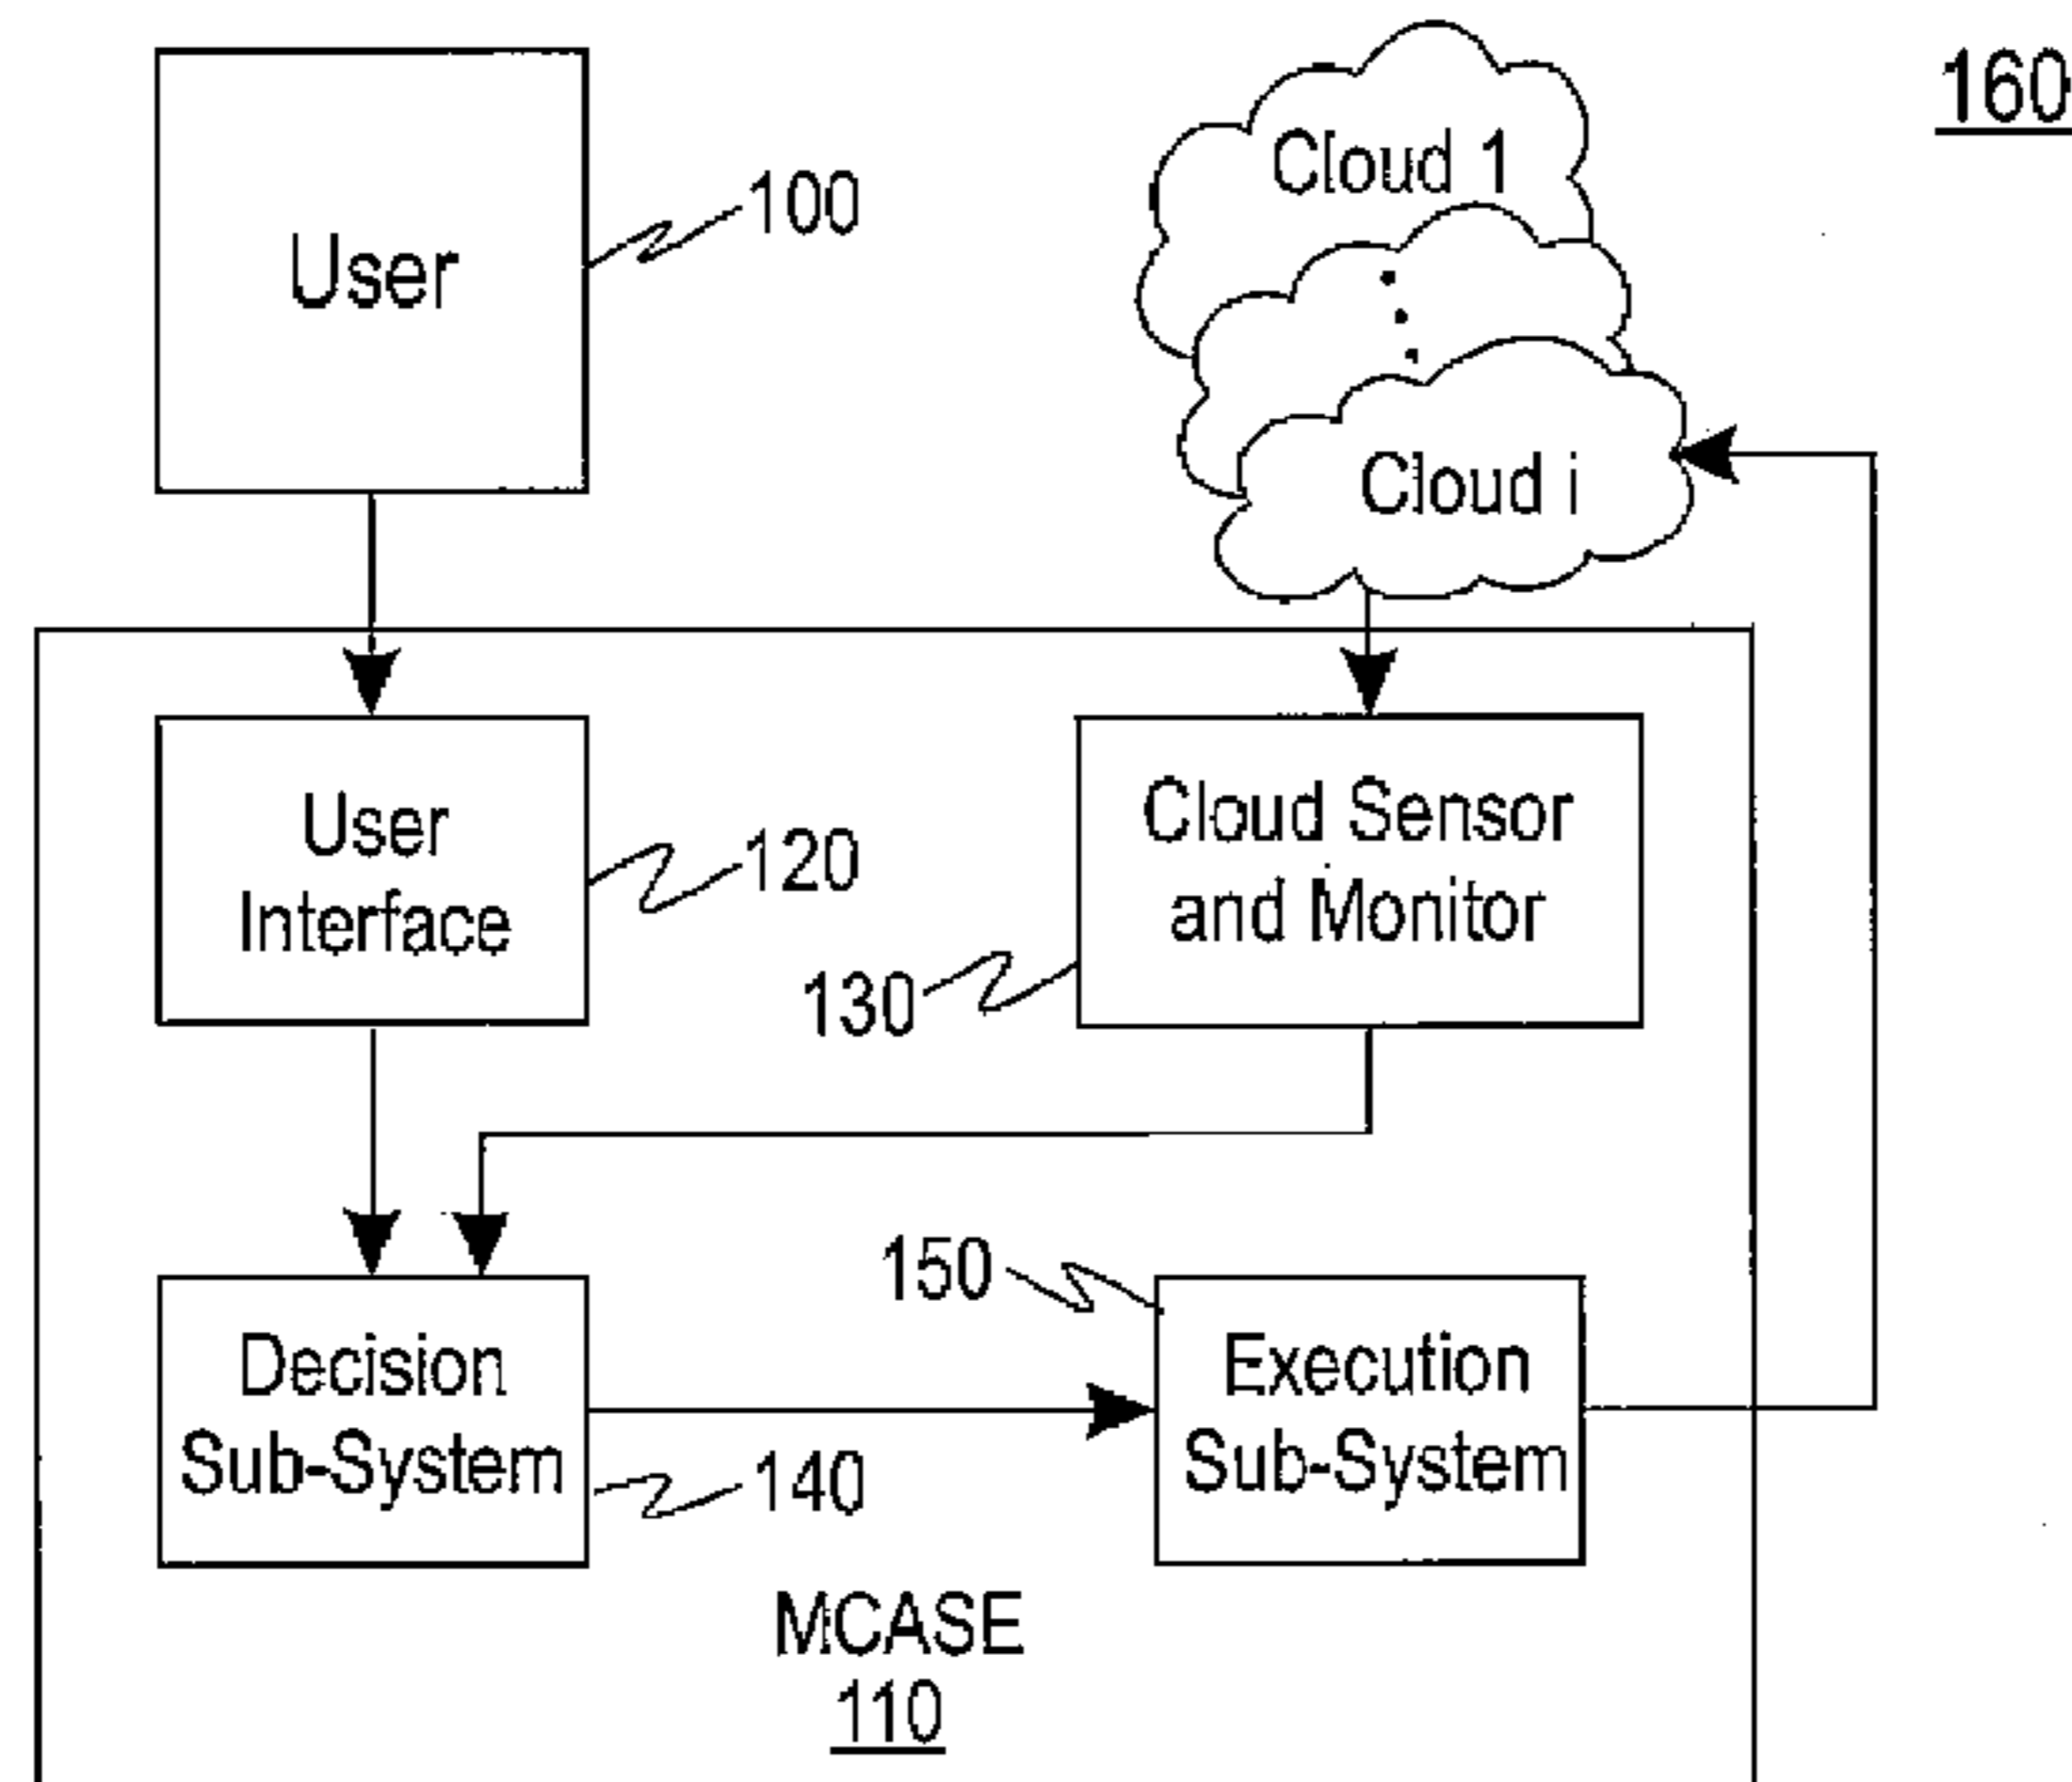 User
100
Cloud 1
160
Cloud i
User
Interface
120
Cloud Sensor
and Monitor
130
Decision
Sub-System
140
150
Execution
Sub-System
MCASE
110